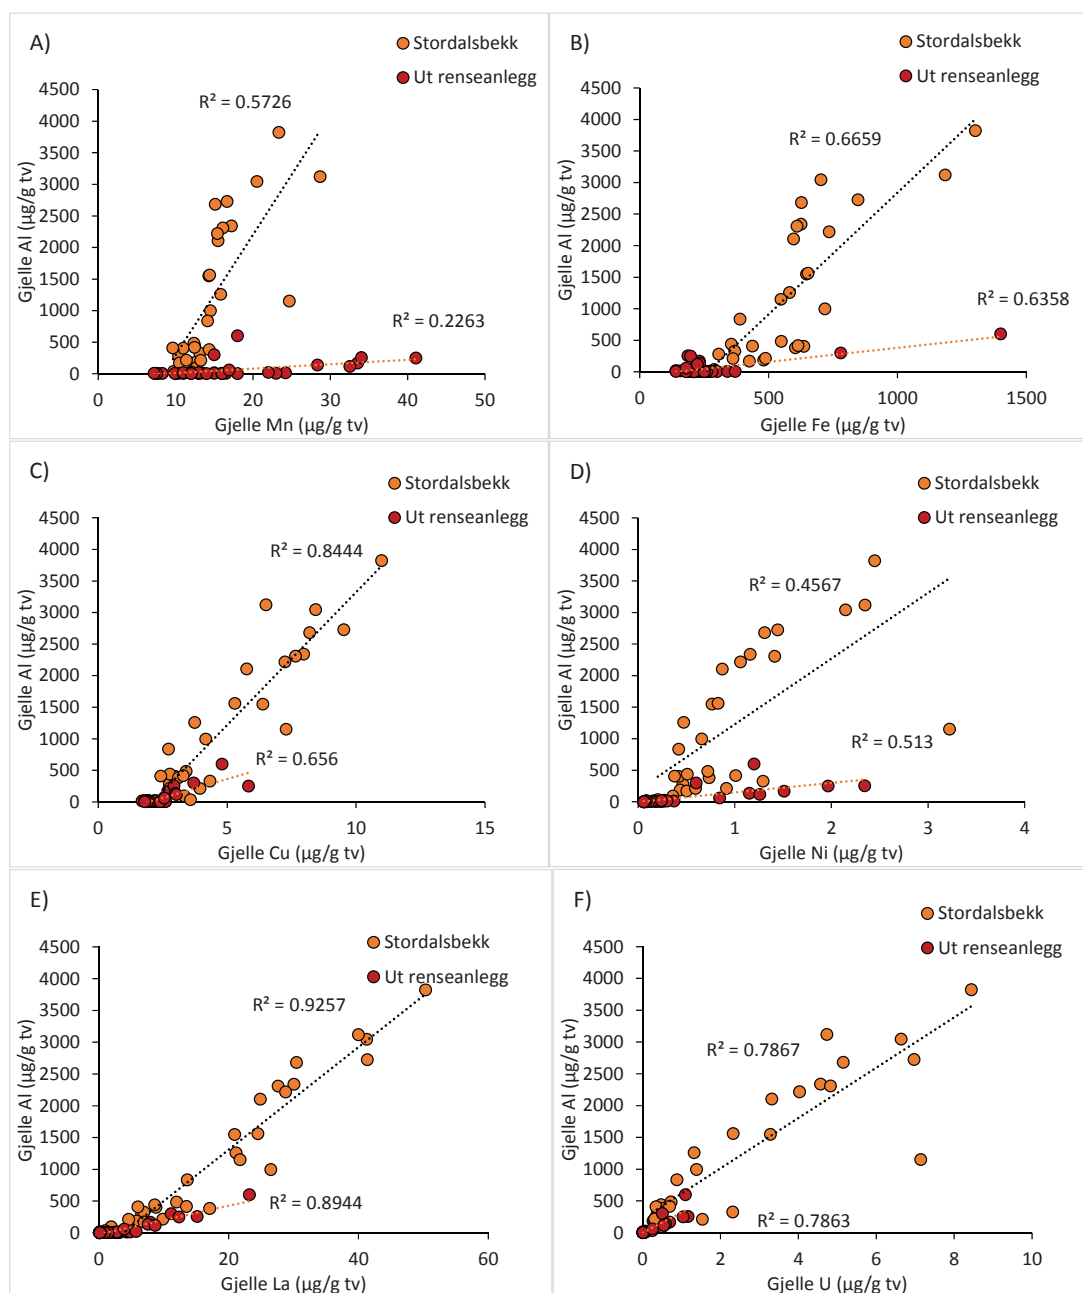 A)
Stordalsbekk
Ut renseanlegg
R² = 0.5726
R² = 0.2263
Gjelle Al (µg/g tv)
4500
4000
3500
3000
2500
2000
1500
1000
500
0
0 10 20 30 40 50
Gjelle Mn (µg/g tv)
B)
Stordalsbekk
Ut renseanlegg
R² = 0.6659
R² = 0.6358
Gjelle Al (µg/g tv)
4500
4000
3500
3000
2500
2000
1500
1000
500
0
0 500 1000 1500
Gjelle Fe (µg/g tv)
C)
Stordalsbekk
Ut renseanlegg
R² = 0.8444
R² = 0.656
Gjelle Al (µg/g tv)
4500
4000
3500
3000
2500
2000
1500
1000
500
0
0 5 10 15
Gjelle Cu (µg/g tv)
D)
Stordalsbekk
Ut renseanlegg
R² = 0.4567
R² = 0.513
Gjelle Al (µg/g tv)
4500
4000
3500
3000
2500
2000
1500
1000
500
0
0 1 2 3 4
Gjelle Ni (µg/g tv)
E)
Stordalsbekk
Ut renseanlegg
R² = 0.9257
R² = 0.8944
Gjelle Al (µg/g tv)
4500
4000
3500
3000
2500
2000
1500
1000
500
0
0 20 40 60
Gjelle La (µg/g tv)
F)
Stordalsbekk
Ut renseanlegg
R² = 0.7867
R² = 0.7863
Gjelle Al (µg/g tv)
4500
4000
3500
3000
2500
2000
1500
1000
500
0
0 2 4 6 8 10
Gjelle U (µg/g tv)